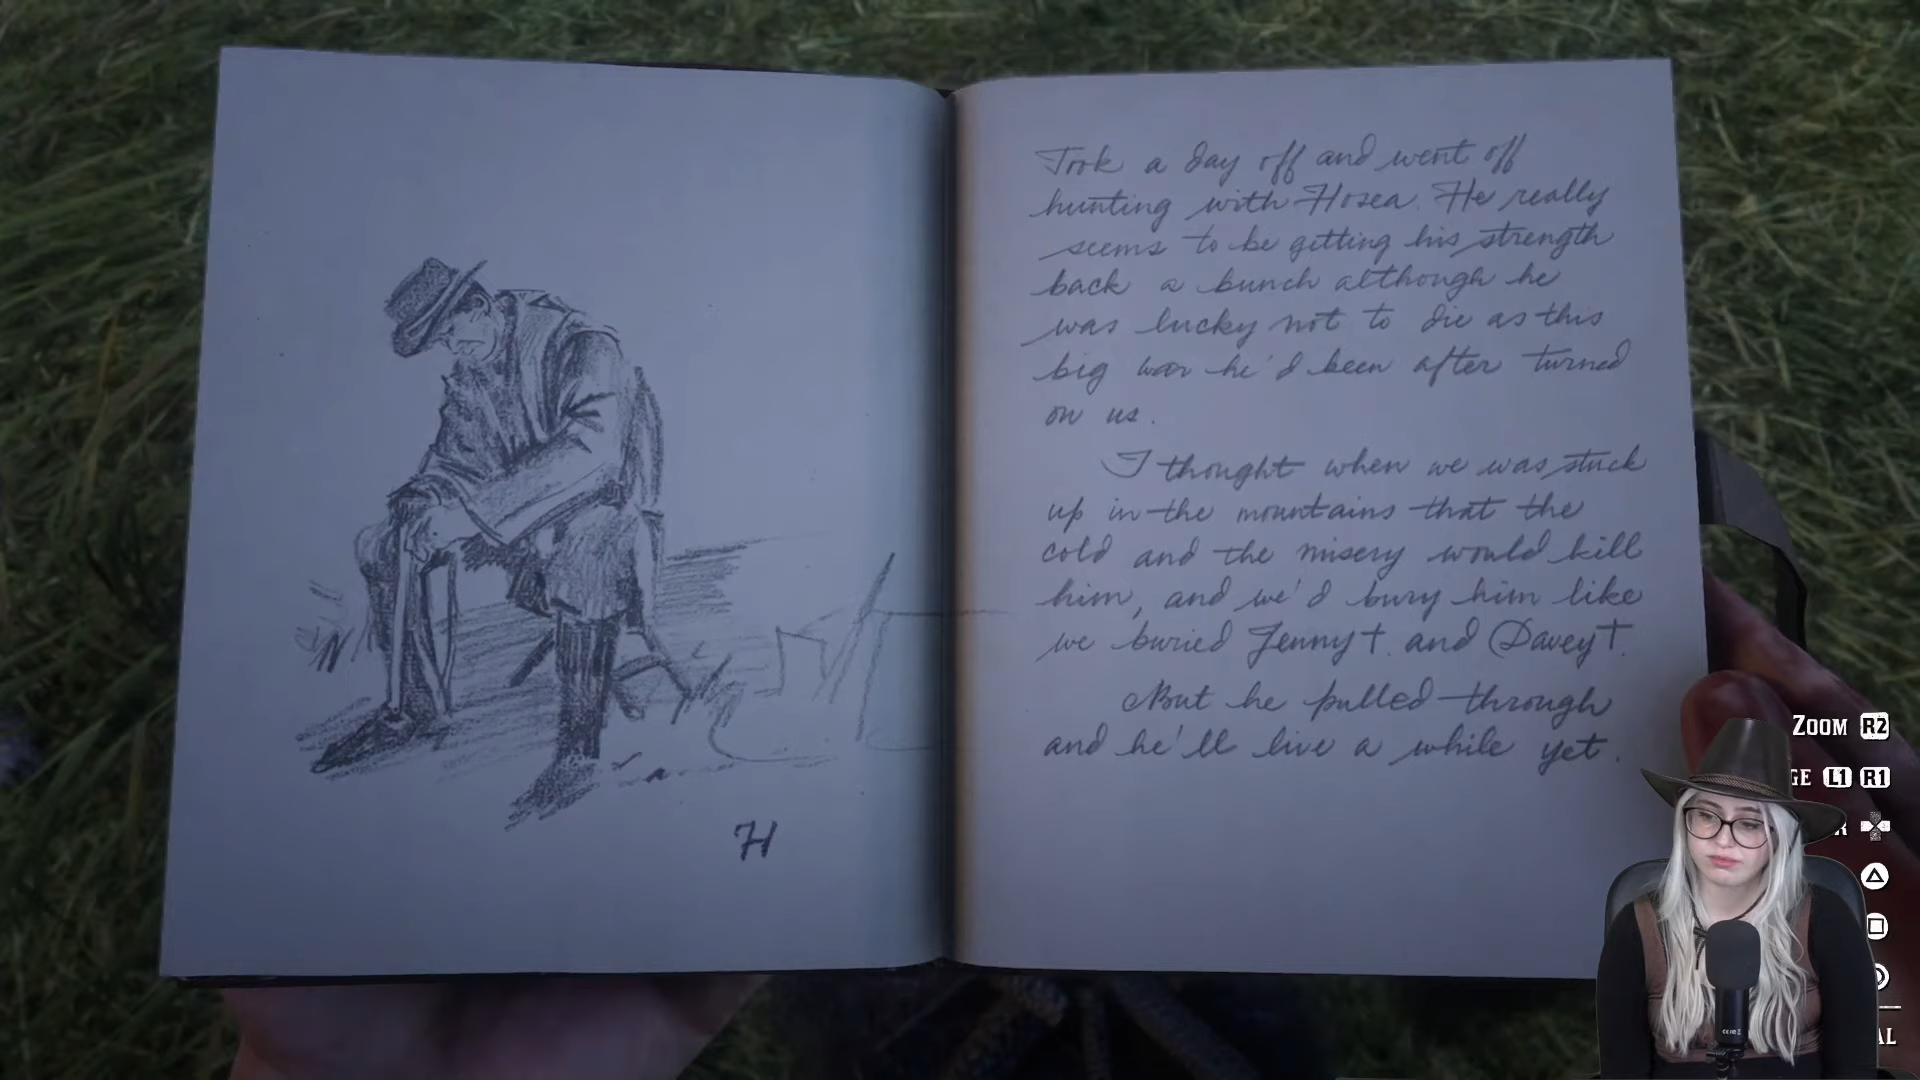 Took a day off and went off
hunting with Hosea. He really
seems to be getting his strength
back a bunch although he
was lucky not to die as this
big bar he'd been after turned
on us.
I thought when we was stuck
up in the mountains that the
cold and the misery would kill
him, and we'd bury him like
we buried Jenny†. and Davey†.
But he pulled through
and he'll live a while yet.
H
ZOOM R2
GE L1 R1
R
AL